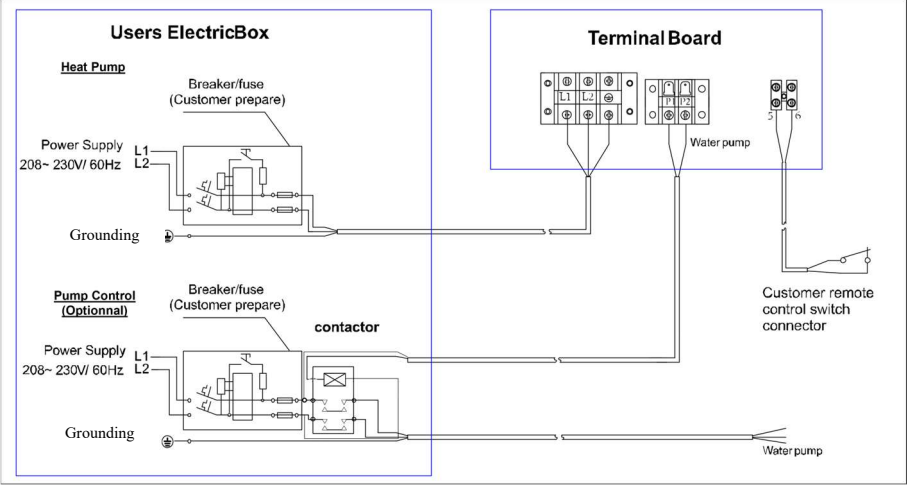 Users ElectricBox
Terminal Board
Heat Pump
Breaker/fuse
(Customer prepare)
L1 L2
P1 P2
5 6
Water pump
Power Supply L1
208~ 230V/ 60Hz L2
Grounding
Customer remote
control switch
connector
Pump Control
(Optionnal)
Breaker/fuse
(Customer prepare)
contactor
Power Supply L1
208~ 230V/ 60Hz L2
Grounding
Water pump